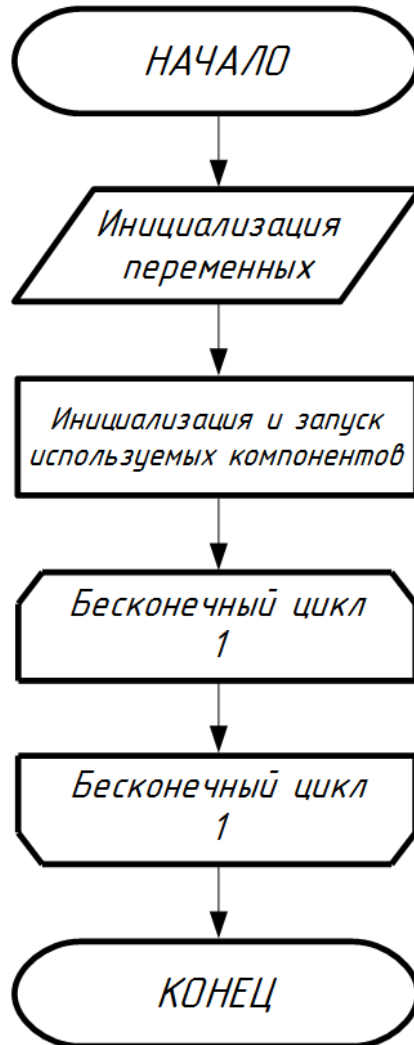 НАЧАЛО
Инициализация
переменных
Инициализация и запуск
используемых компонентов
Бесконечный цикл
1
Бесконечный цикл
1
КОНЕЦ